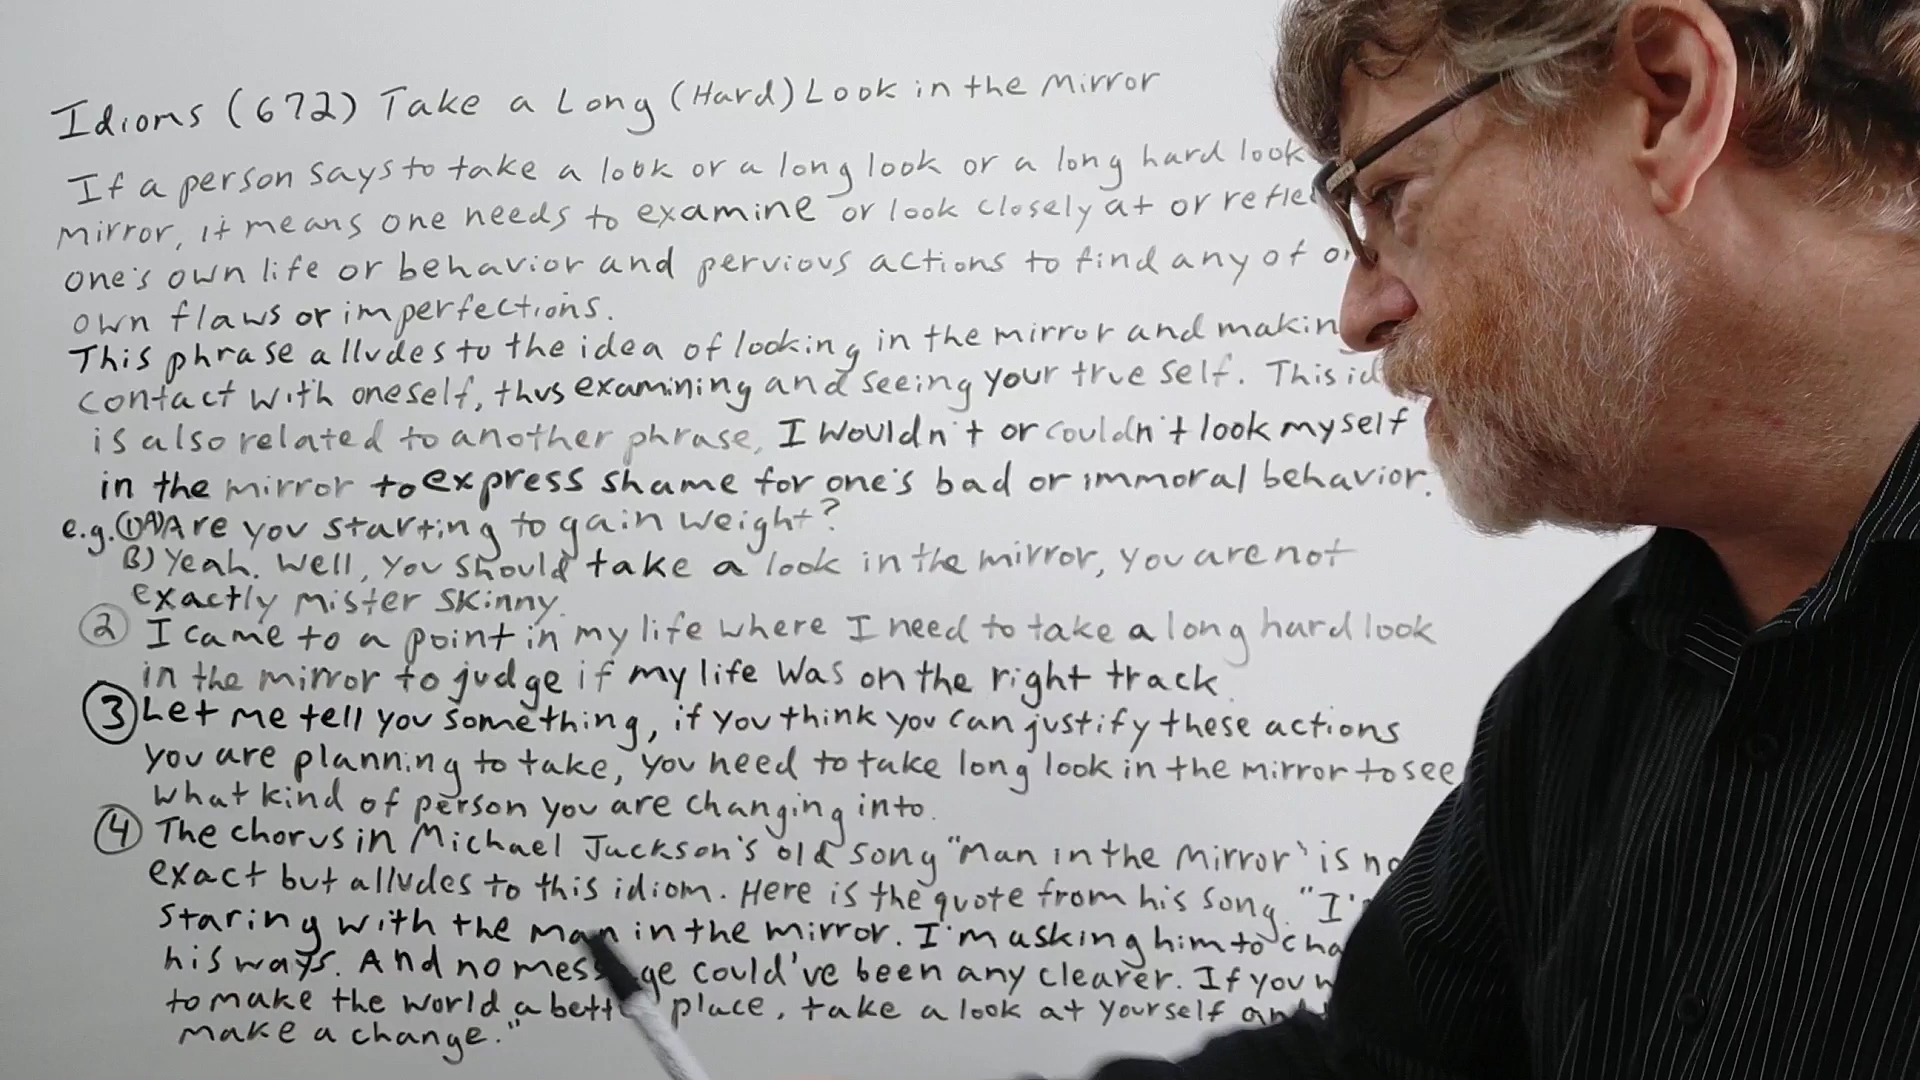 Idioms (672) Take a Long (Hard) Look in the Mirror
If a person says to take a look or a long look or a long hard look
mirror, it means one needs to examine or look closely at or
one's own life or behavior and pervious actions to find any of
own flaws or imperfections.
This phrase alludes to the idea of looking in the mirror and
contact with oneself, thus examining and seeing your true self. This
is also related to another phrase, I wouldn't or couldn't look myself
in the mirror to express shame for one's bad or immoral behavior.
e.g. (1)A) Are you starting to gain weight?
B) Yeah. Well, you should take a look in the mirror, you are not
exactly mister skinny.
(2) I came to a point in my life where I need to take a long hard look
in the mirror to judge if my life was on the right track.
(3) Let me tell you something, if you think you can justify these actions
you are planning to take, you need to take long look in the mirror to see
what kind of person you are changing into.
(4) The chorus in Michael Jackson's old song "Man in the Mirror" is
exact but alludes to this idiom. Here is the quote from his song. "I'
staring with the man in the mirror. I'm asking him to
his ways. And no could've been any clearer. If you
to make the world a place, take a look at yourself
make a change."